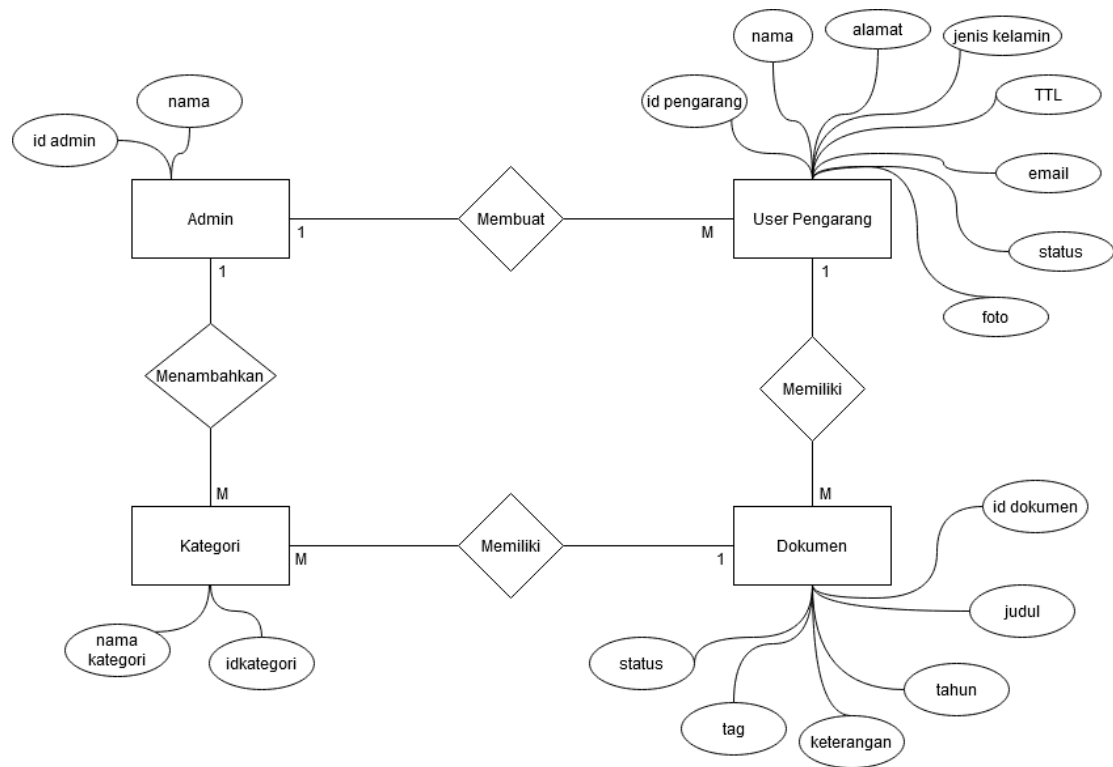 nama
alamat
jenis kelamin
id pengarang
TTL
nama
id admin
email
Admin
1
Membuat
M
User Pengarang
status
1
1
foto
Menambahkan
Memiliki
M
M
id dokumen
Kategori
M
Memiliki
1
Dokumen
judul
nama
kategori
idkategori
status
tahun
tag
keterangan